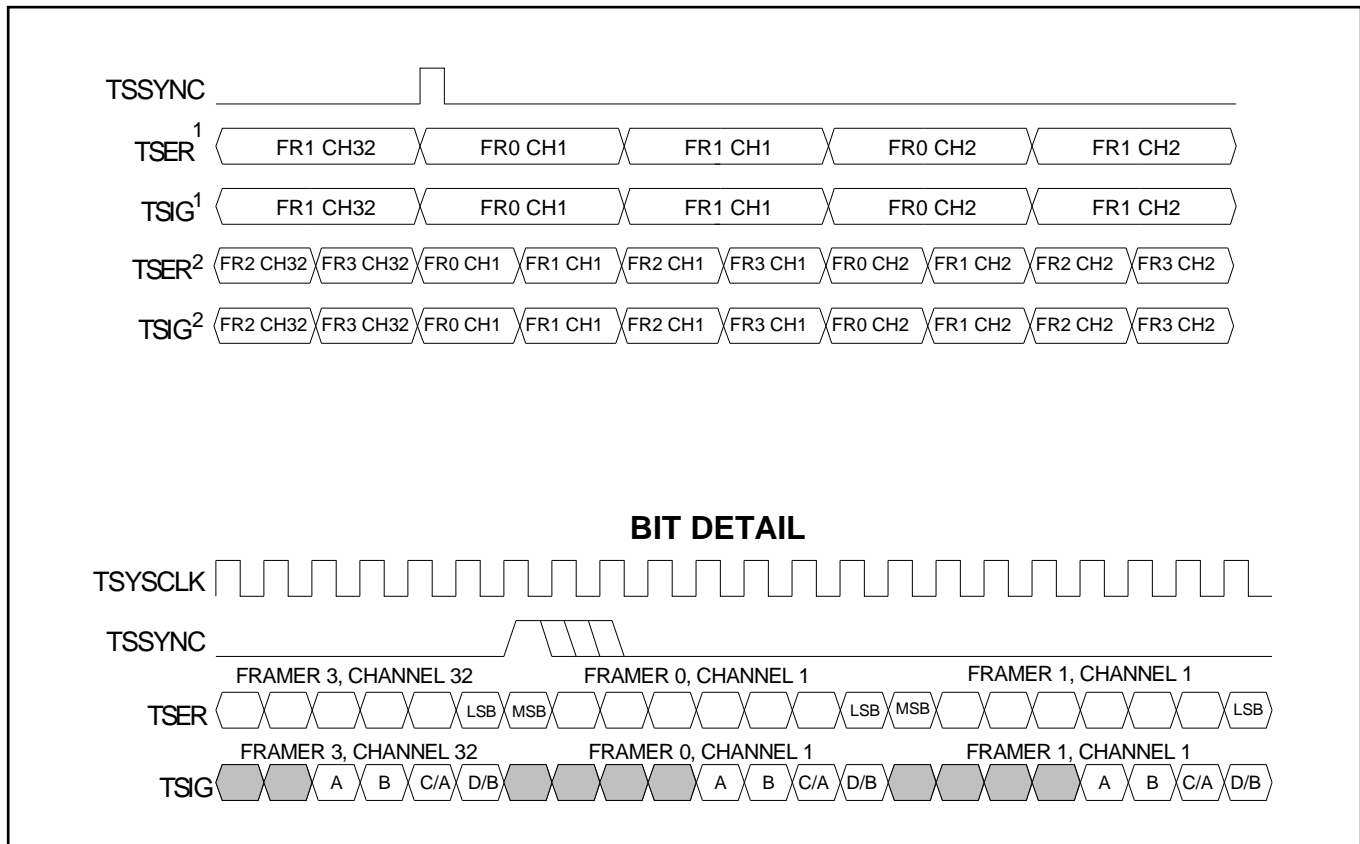 TSSYNC
TSER¹ FR1 CH32 FR0 CH1 FR1 CH1 FR0 CH2 FR1 CH2
TSIG¹ FR1 CH32 FR0 CH1 FR1 CH1 FR0 CH2 FR1 CH2
TSER² FR2 CH32 FR3 CH32 FR0 CH1 FR1 CH1 FR2 CH1 FR3 CH1 FR0 CH2 FR1 CH2 FR2 CH2 FR3 CH2
TSIG² FR2 CH32 FR3 CH32 FR0 CH1 FR1 CH1 FR2 CH1 FR3 CH1 FR0 CH2 FR1 CH2 FR2 CH2 FR3 CH2
BIT DETAIL
TSYSCLK
TSSYNC
FRAMER 3, CHANNEL 32 FRAMER 0, CHANNEL 1 FRAMER 1, CHANNEL 1
TSER LSB MSB LSB MSB LSB
FRAMER 3, CHANNEL 32 FRAMER 0, CHANNEL 1 FRAMER 1, CHANNEL 1
TSIG A B C/A D/B A B C/A D/B A B C/A D/B